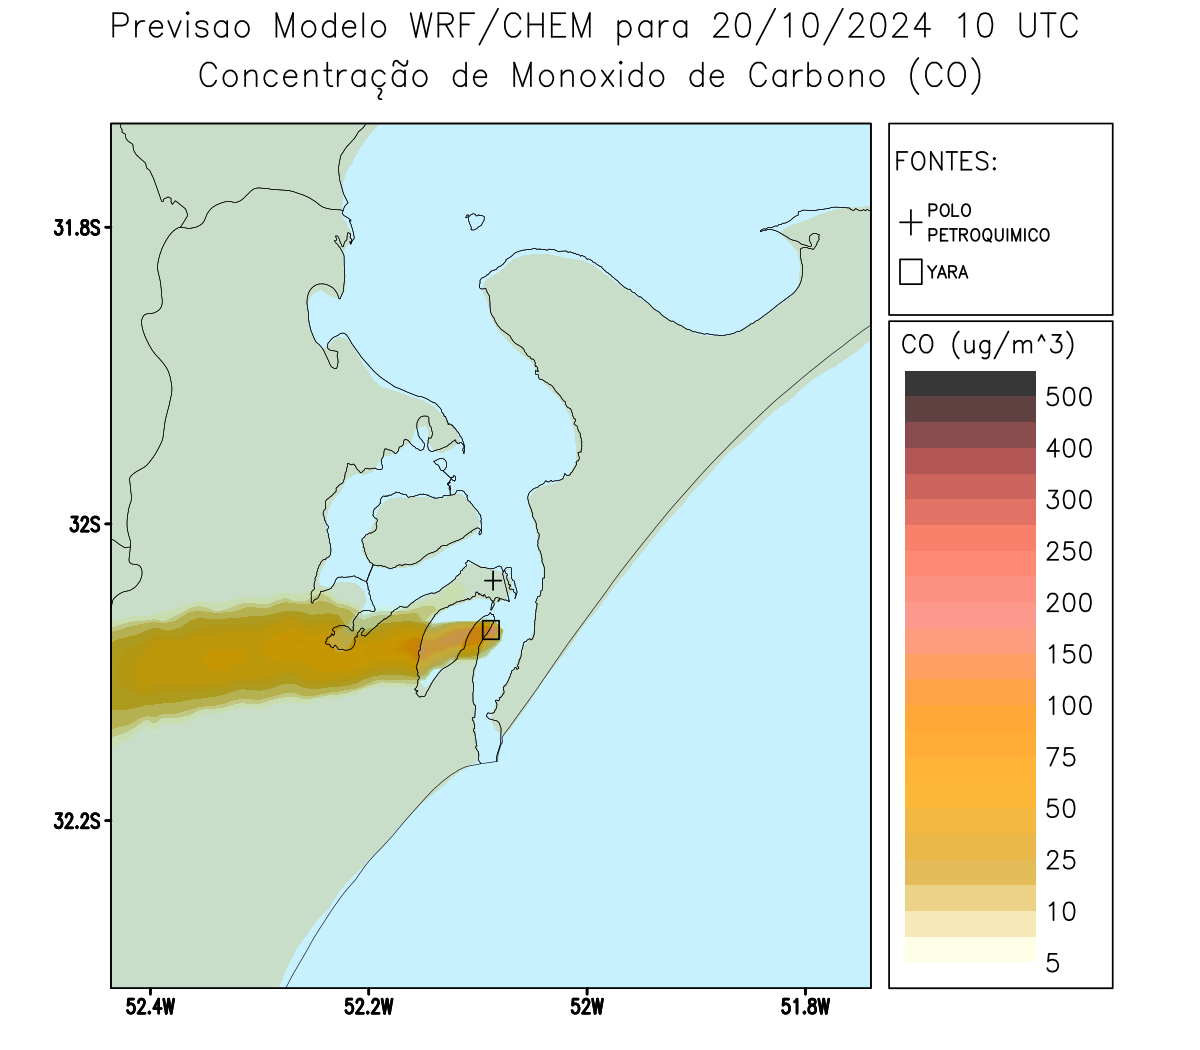 Previsao Modelo WRF/CHEM para 20/10/2024 10 UTC
Concentração de Monoxido de Carbono (CO)
FONTES:
POLO
PETROQUIMICO
YARA
CO (ug/m^3)
500
400
300
250
200
150
100
75
50
25
10
5
31.8S
32S
32.2S
52.4W
52.2W
52W
51.8W